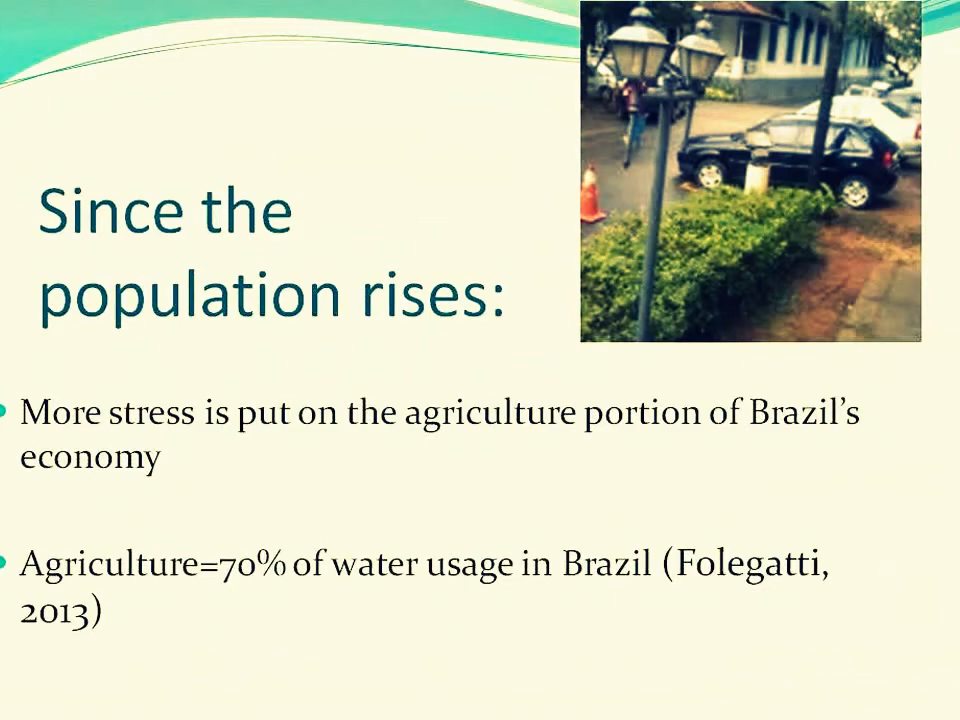 Since the
population rises:
• More stress is put on the agriculture portion of Brazil’s
economy
• Agriculture=70% of water usage in Brazil (Folegatti,
2013)